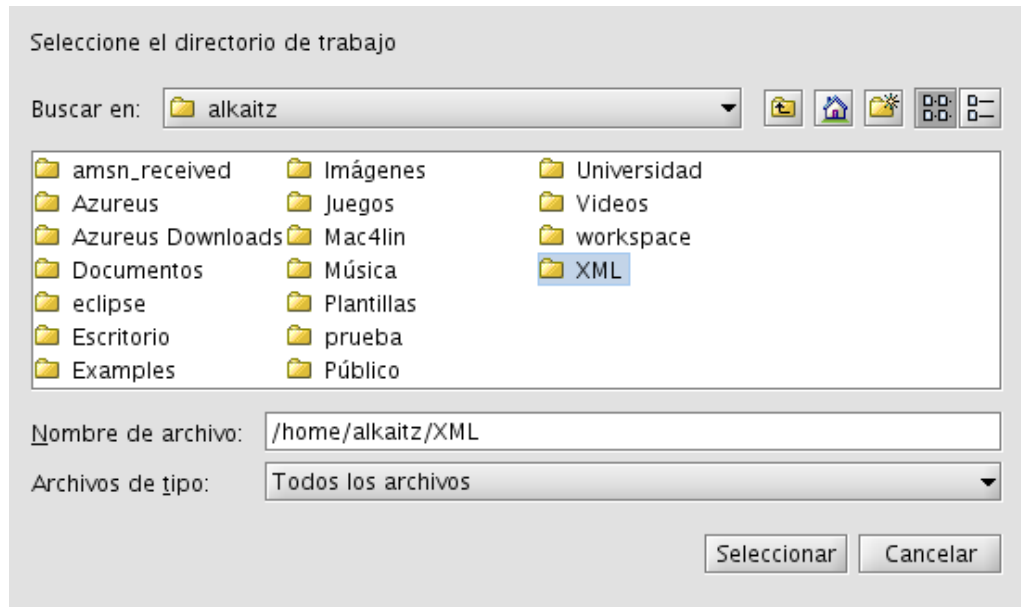 Seleccione el directorio de trabajo
Buscar en: alkaitz
amsn_received Imágenes Universidad
Azureus Juegos Videos
Azureus Downloads Mac4lin workspace
Documentos Música XML
eclipse Plantillas
Escritorio prueba
Examples Público
Nombre de archivo: /home/alkaitz/XML
Archivos de tipo: Todos los archivos
Seleccionar Cancelar